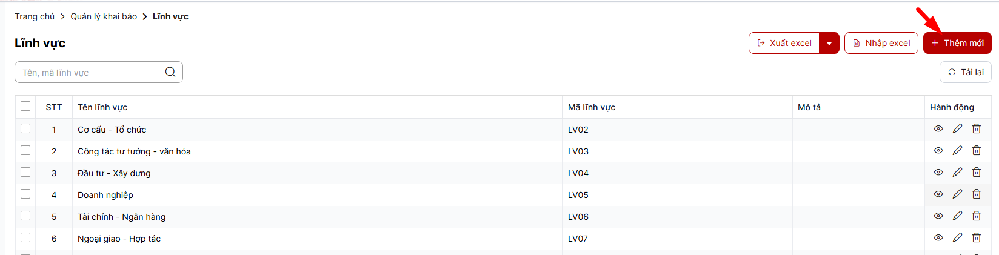 Trang chủ > Quản lý khai báo > Lĩnh vực
Lĩnh vực
Xuất excel
Nhập excel
+ Thêm mới
Tên, mã lĩnh vực
Tải lại
STT Tên lĩnh vực Mã lĩnh vực Mô tả Hành động
1 Cơ cấu - Tổ chức LV02
2 Công tác tư tưởng - văn hóa LV03
3 Đầu tư - Xây dựng LV04
4 Doanh nghiệp LV05
5 Tài chính - Ngân hàng LV06
6 Ngoại giao - Hợp tác LV07